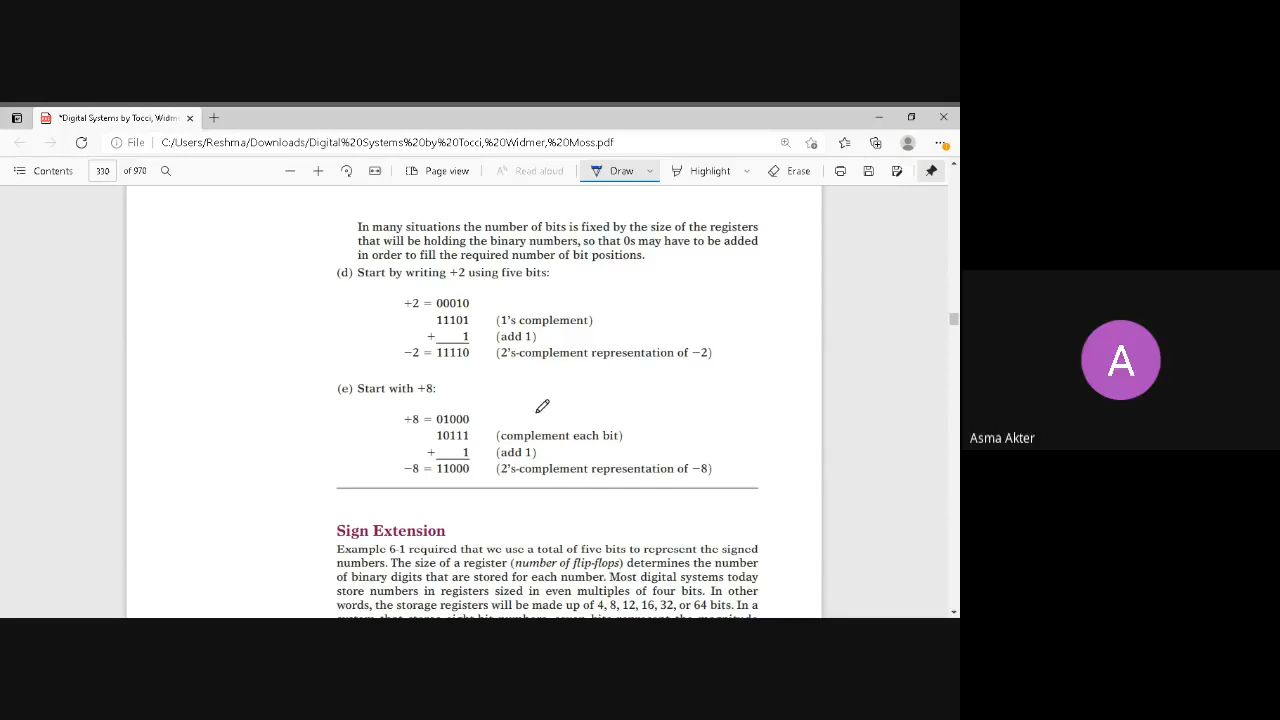 *Digital Systems by Tocci, Widme
File C:/Users/Reshma/Downloads/Digital%20Systems%20by%20Tocci,%20Widmer,%20Moss.pdf
Contents 330 of 970 Page view Read aloud Draw Highlight Erase
In many situations the number of bits is fixed by the size of the registers
that will be holding the binary numbers, so that 0s may have to be added
in order to fill the required number of bit positions.
(d) Start by writing +2 using five bits:
+2 = 00010
11101 (1's complement)
+ 1 (add 1)
−2 = 11110 (2's-complement representation of −2)
(e) Start with +8:
+8 = 01000
10111 (complement each bit)
+ 1 (add 1)
−8 = 11000 (2's-complement representation of −8)
Sign Extension
Example 6-1 required that we use a total of five bits to represent the signed
numbers. The size of a register (number of flip-flops) determines the number
of binary digits that are stored for each number. Most digital systems today
store numbers in registers sized in even multiples of four bits. In other
words, the storage registers will be made up of 4, 8, 12, 16, 32, or 64 bits. In a
A
Asma Akter